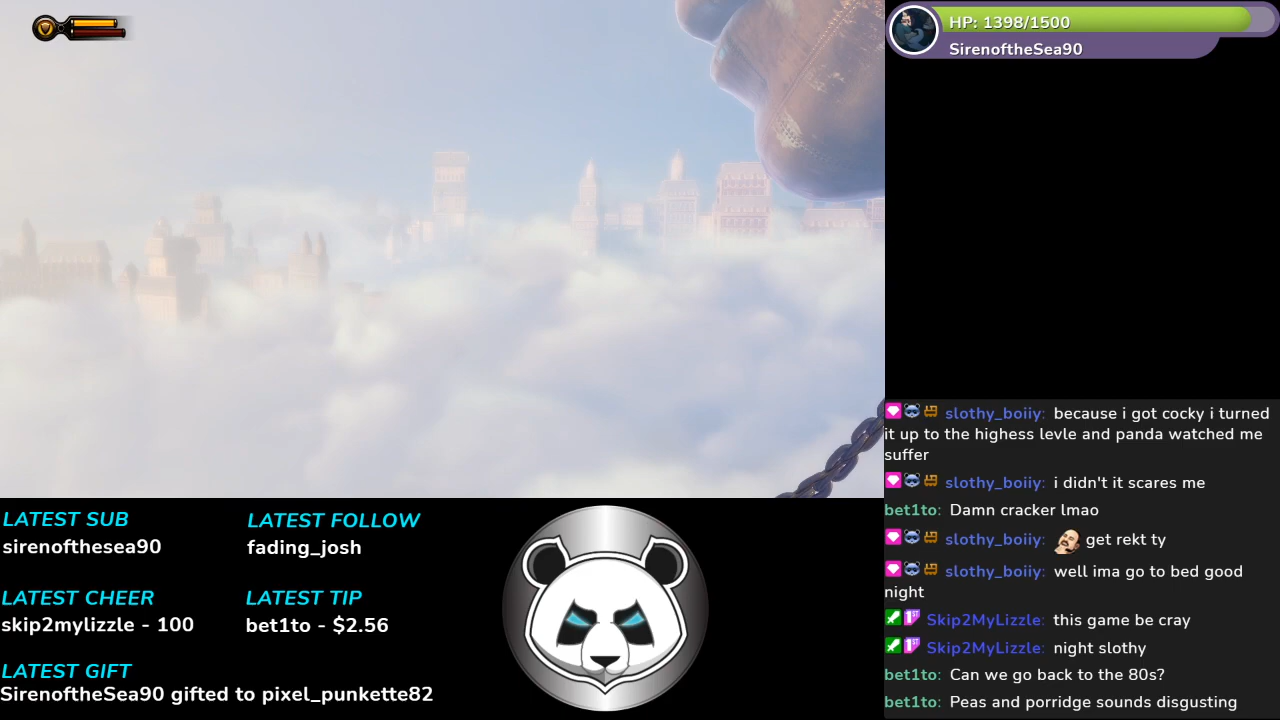 HP: 1398/1500
SirenoftheSea90
slothy_boiiy: because i got cocky i turned
it up to the highess levle and panda watched me
suffer
slothy_boiiy: i didn't it scares me
bet1to: Damn cracker lmao
slothy_boiiy: get rekt ty
slothy_boiiy: well ima go to bed good
night
Skip2MyLizzle: this game be cray
Skip2MyLizzle: night slothy
bet1to: Can we go back to the 80s?
bet1to: Peas and porridge sounds disgusting
LATEST SUB
sirenofthesea90
LATEST FOLLOW
fading_josh
LATEST CHEER
skip2mylizzle - 100
LATEST TIP
bet1to - $2.56
LATEST GIFT
SirenoftheSea90 gifted to pixel_punkette82